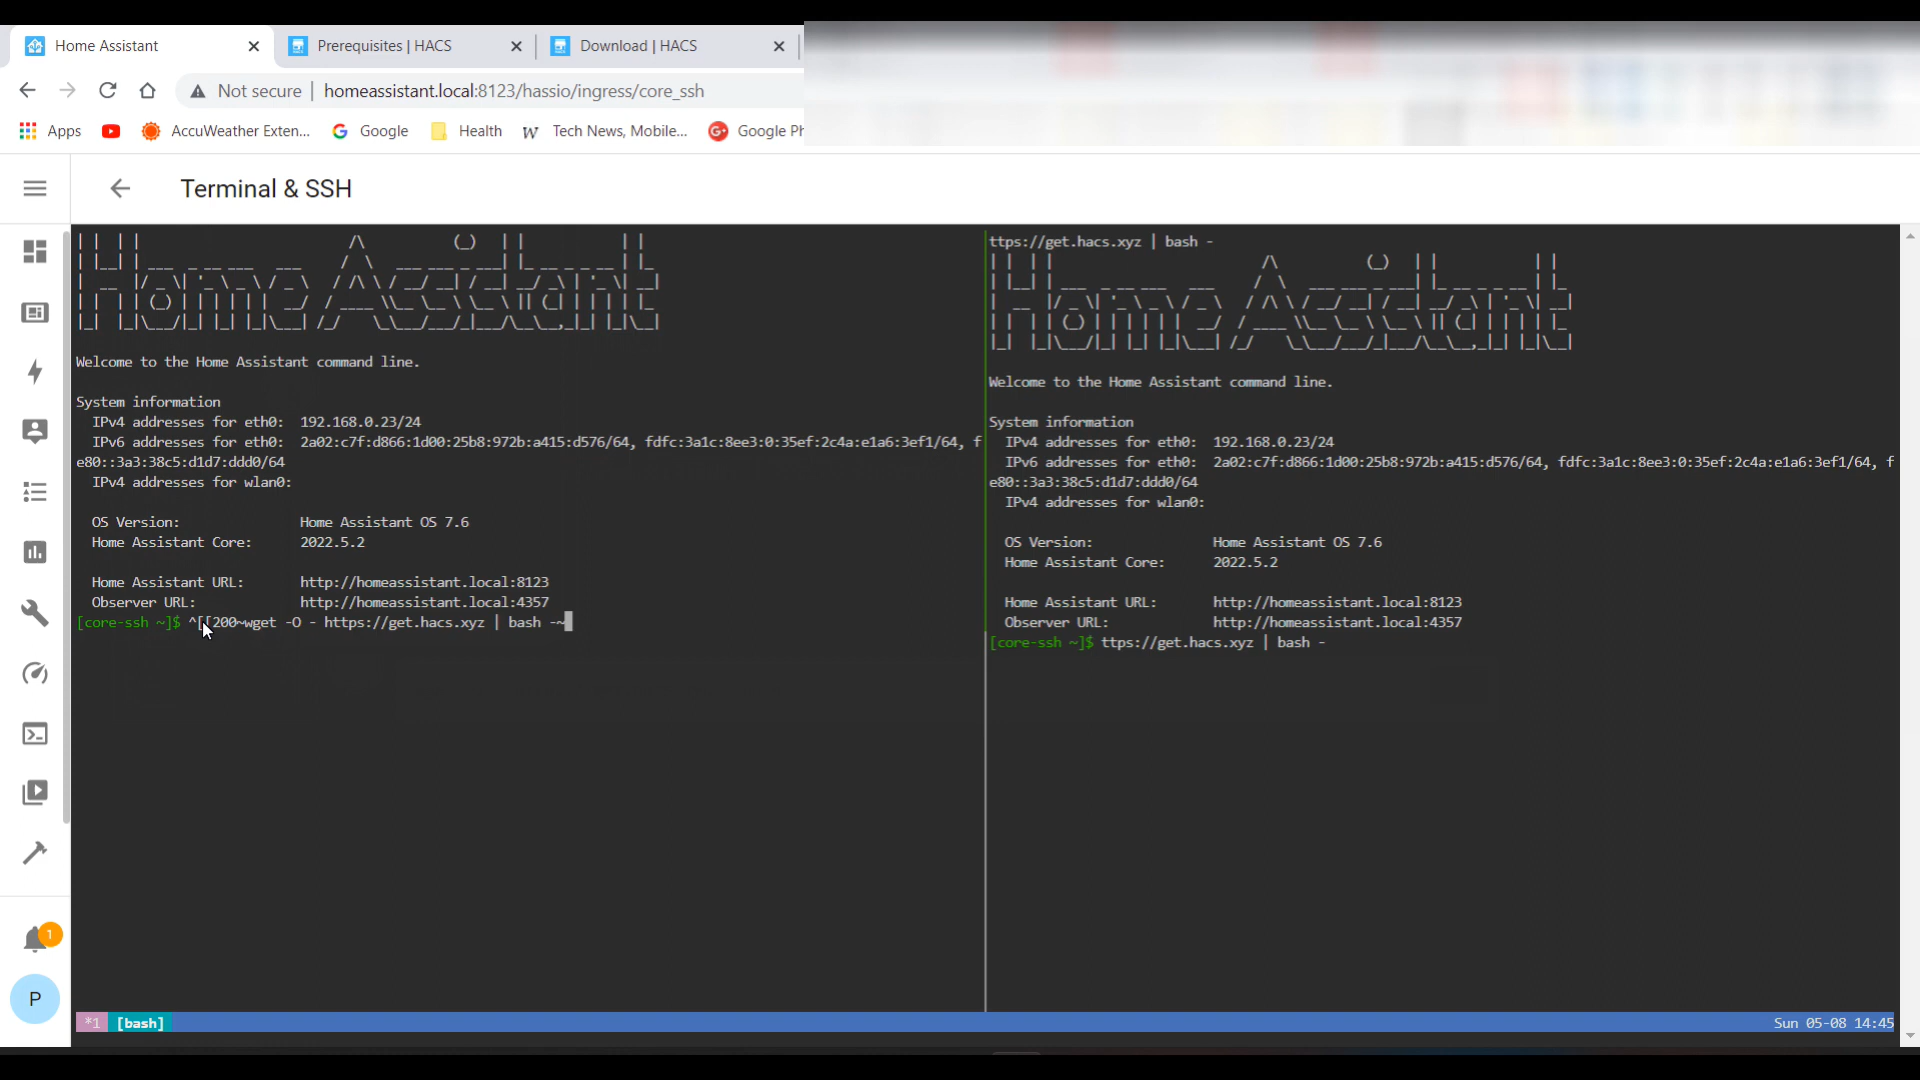 Home Assistant
Prerequisites | HACS
Download | HACS
Not secure | homeassistant.local:8123/hassio/ingress/core_ssh
Apps
AccuWeather Exten...
Google
Health
W Tech News, Mobile...
G+ Google Ph
Terminal & SSH
Home Assistant
Welcome to the Home Assistant command line.
System information
IPv4 addresses for eth0: 192.168.0.23/24
IPv6 addresses for eth0: 2a02:c7f:d866:1d00:25b8:972b:a415:d576/64, fdfc:3a1c:8ee3:0:35ef:2c4a:e1a6:3ef1/64, f
e80::3a3:38c5:d1d7:ddd0/64
IPv4 addresses for wlan0:
OS Version: Home Assistant OS 7.6
Home Assistant Core: 2022.5.2
Home Assistant URL: http://homeassistant.local:8123
Observer URL: http://homeassistant.local:4357
[core-ssh ~]$ ^[[200~wget -O - https://get.hacs.xyz | bash -~
ttps://get.hacs.xyz | bash -
Home Assistant
Welcome to the Home Assistant command line.
System information
IPv4 addresses for eth0: 192.168.0.23/24
IPv6 addresses for eth0: 2a02:c7f:d866:1d00:25b8:972b:a415:d576/64, fdfc:3a1c:8ee3:0:35ef:2c4a:e1a6:3ef1/64, f
e80::3a3:38c5:d1d7:ddd0/64
IPv4 addresses for wlan0:
OS Version: Home Assistant OS 7.6
Home Assistant Core: 2022.5.2
Home Assistant URL: http://homeassistant.local:8123
Observer URL: http://homeassistant.local:4357
[core-ssh ~]$ ttps://get.hacs.xyz | bash -
1
P
*1 [bash]
Sun 05-08 14:45